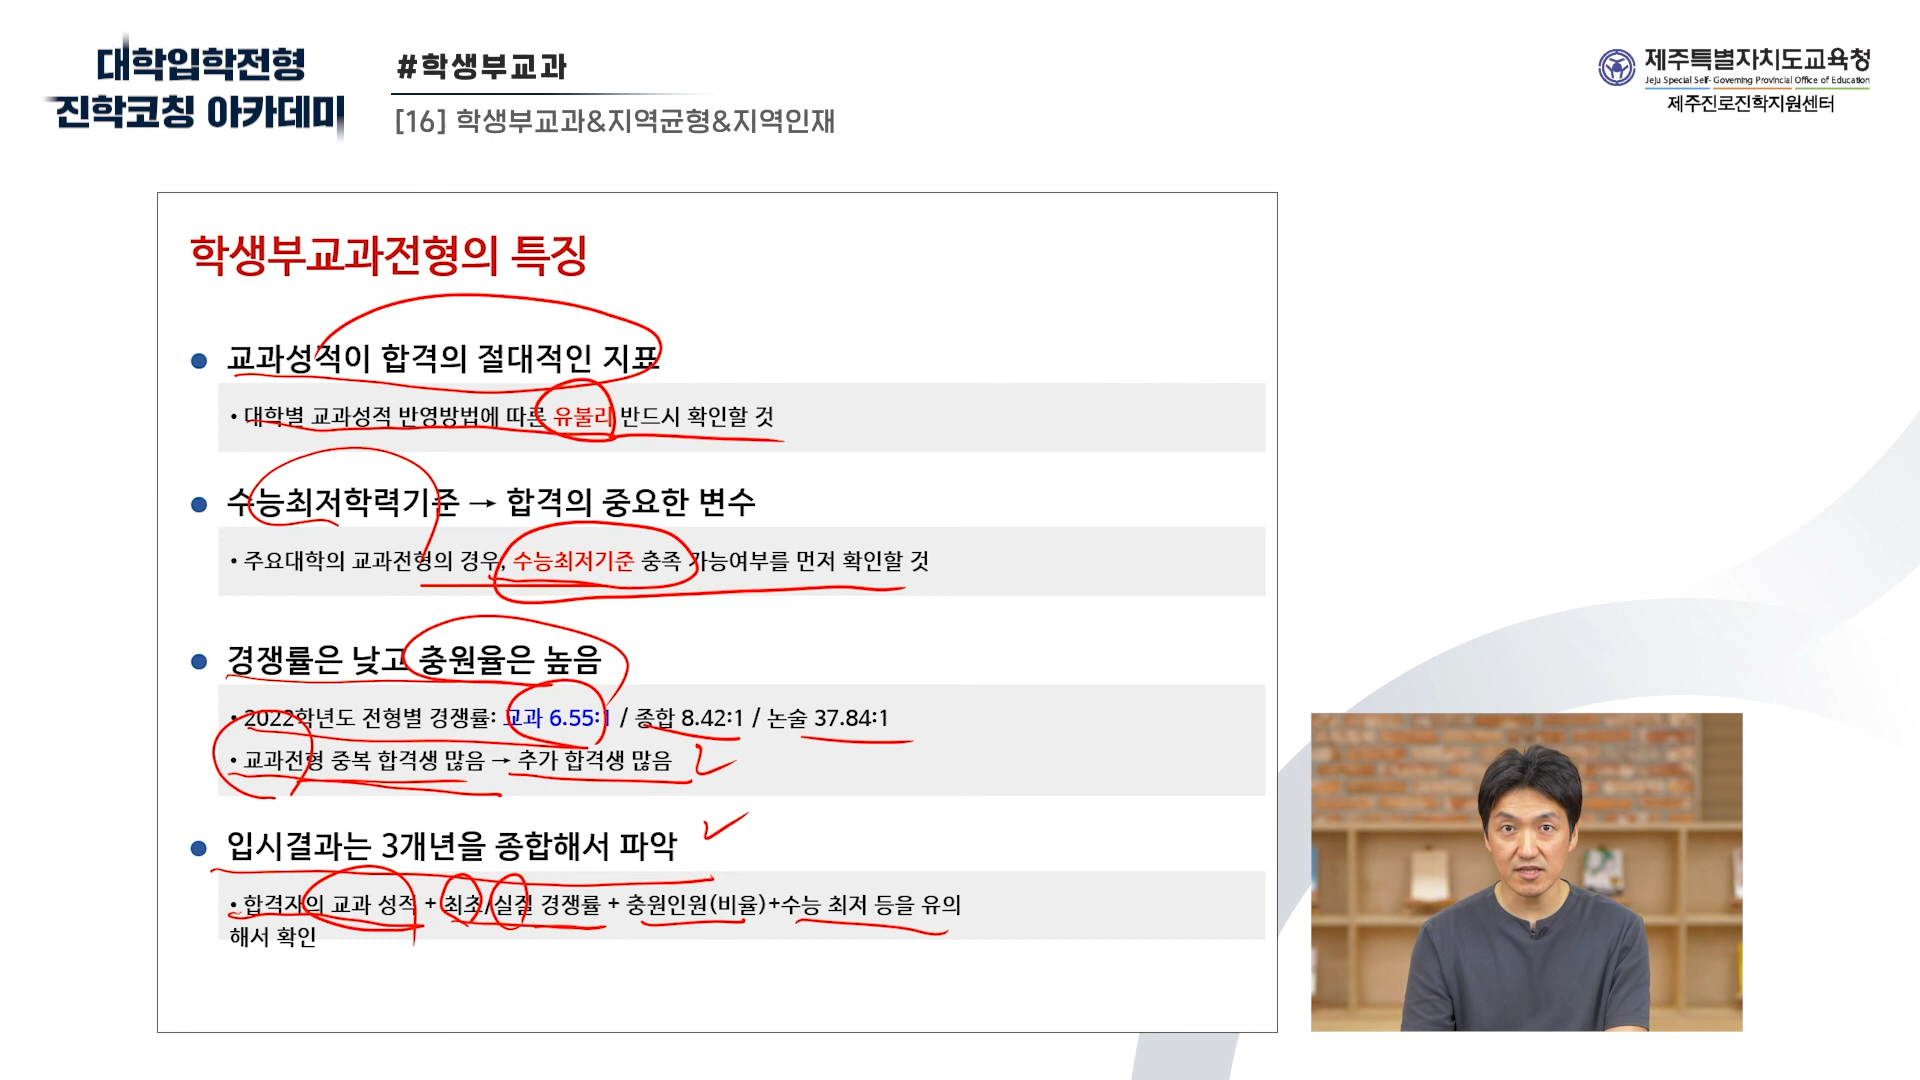 대학입학전형
진학코칭 아카데미
#학생부교과
[16] 학생부교과&지역균형&지역인재
제주특별자치도교육청
Jeju Special Self- Governing Provincial Office of Education
제주진로진학지원센터
학생부교과전형의 특징
● 교과성적이 합격의 절대적인 지표
• 대학별 교과성적 반영방법에 따른 유불리 반드시 확인할 것
● 수능최저학력기준 → 합격의 중요한 변수
• 주요대학의 교과전형의 경우, 수능최저기준 충족 가능여부를 먼저 확인할 것
● 경쟁률은 낮고 충원율은 높음
• 2022학년도 전형별 경쟁률: 교과 6.55:1 / 종합 8.42:1 / 논술 37.84:1
• 교과전형 중복 합격생 많음 → 추가 합격생 많음
● 입시결과는 3개년을 종합해서 파악
• 합격자의 교과 성적 + 최초/실질 경쟁률 + 충원인원(비율)+수능 최저 등을 유의
해서 확인